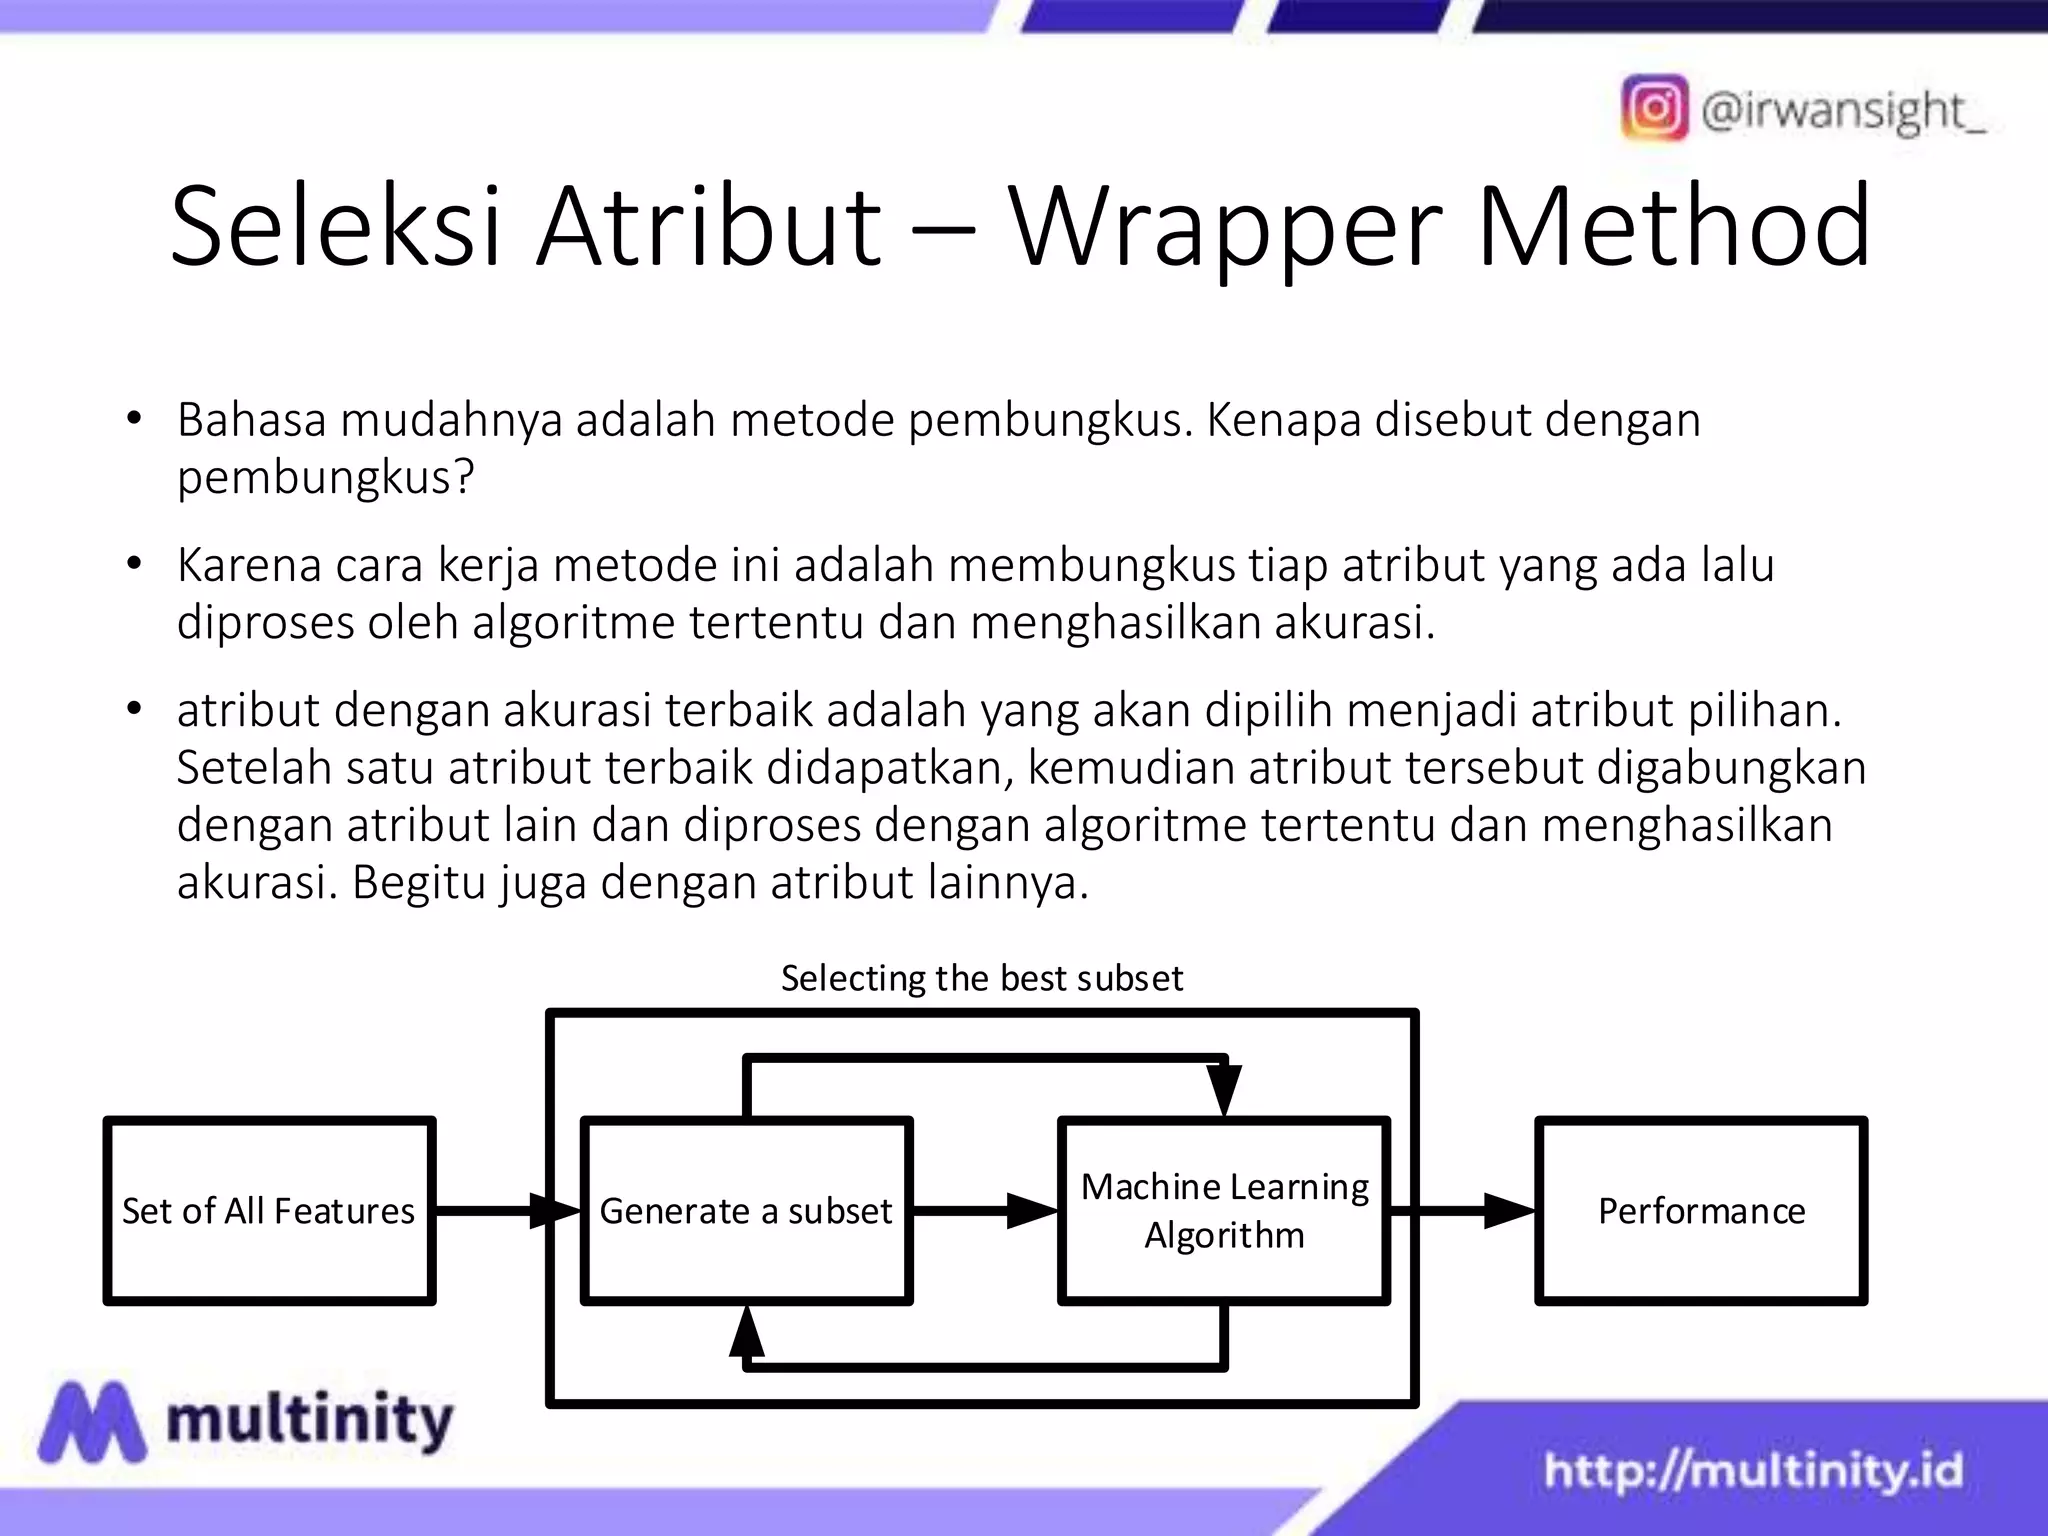 @irwansight_
Seleksi Atribut – Wrapper Method
• Bahasa mudahnya adalah metode pembungkus. Kenapa disebut dengan
pembungkus?
• Karena cara kerja metode ini adalah membungkus tiap atribut yang ada lalu
diproses oleh algoritme tertentu dan menghasilkan akurasi.
• atribut dengan akurasi terbaik adalah yang akan dipilih menjadi atribut pilihan.
Setelah satu atribut terbaik didapatkan, kemudian atribut tersebut digabungkan
dengan atribut lain dan diproses dengan algoritme tertentu dan menghasilkan
akurasi. Begitu juga dengan atribut lainnya.
Selecting the best subset
Set of All Features
Generate a subset
Machine Learning
Algorithm
Performance
multinity
http://multinity.id